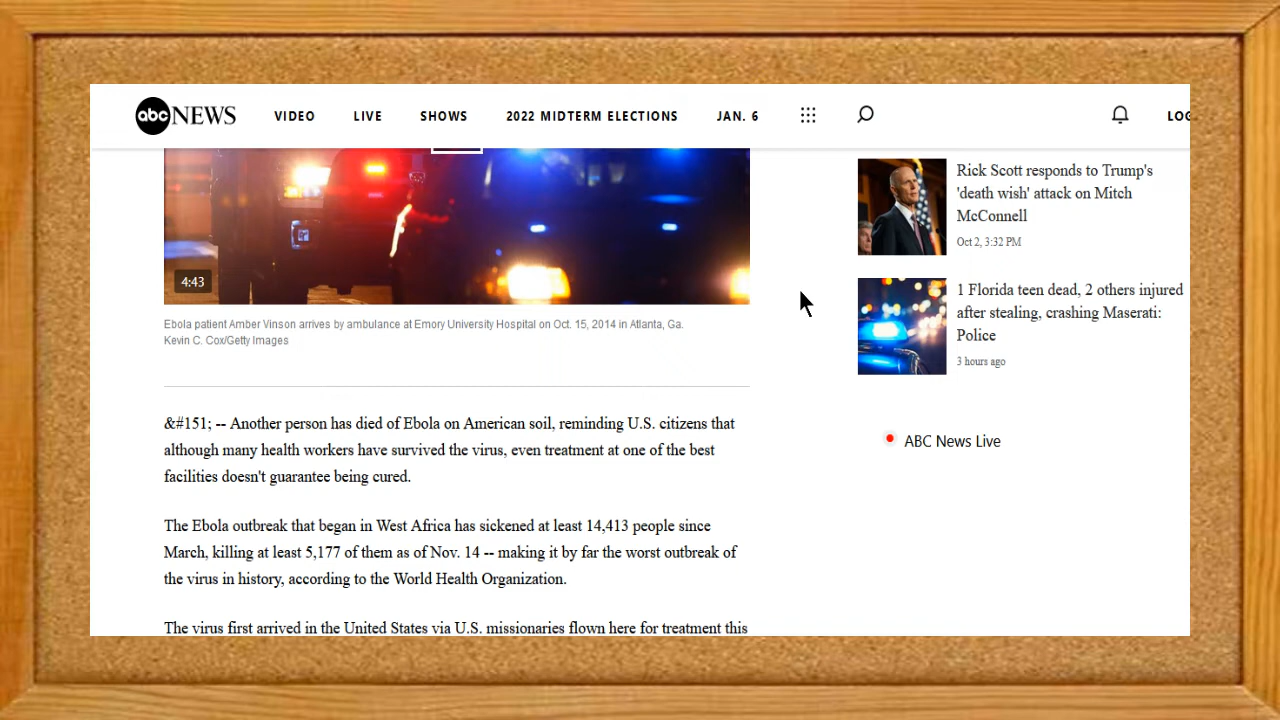 abc NEWS VIDEO LIVE SHOWS 2022 MIDTERM ELECTIONS JAN. 6
4:43
Ebola patient Amber Vinson arrives by ambulance at Emory University Hospital on Oct. 15, 2014 in Atlanta, Ga.
Kevin C. Cox/Getty Images
&#151; -- Another person has died of Ebola on American soil, reminding U.S. citizens that
although many health workers have survived the virus, even treatment at one of the best
facilities doesn't guarantee being cured.
The Ebola outbreak that began in West Africa has sickened at least 14,413 people since
March, killing at least 5,177 of them as of Nov. 14 -- making it by far the worst outbreak of
the virus in history, according to the World Health Organization.
The virus first arrived in the United States via U.S. missionaries flown here for treatment this
Rick Scott responds to Trump's
'death wish' attack on Mitch
McConnell
Oct 2, 3:32 PM
1 Florida teen dead, 2 others injured
after stealing, crashing Maserati:
Police
3 hours ago
ABC News Live